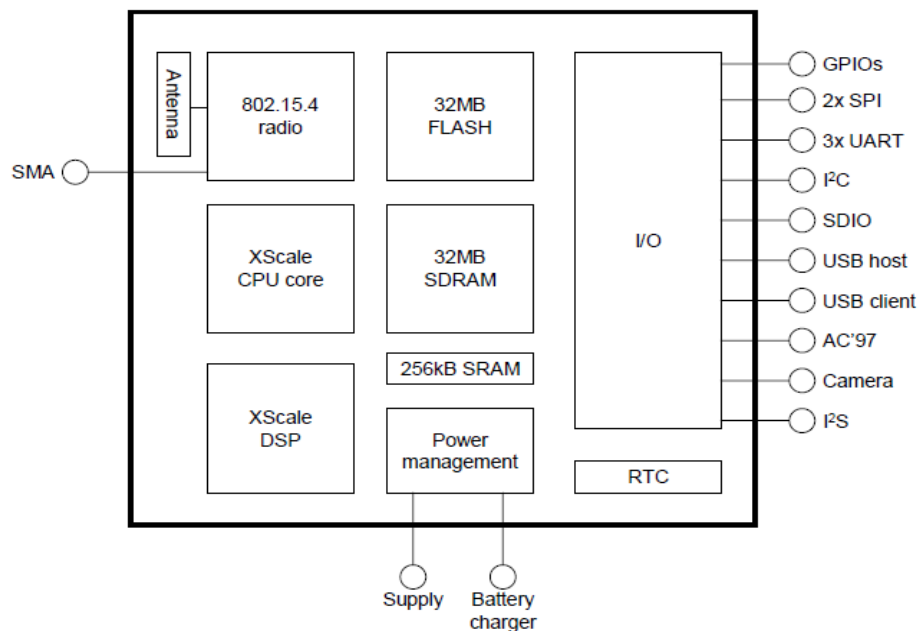 Antenna
802.15.4
radio
32MB
FLASH
SMA
XScale
CPU core
32MB
SDRAM
256kB SRAM
XScale
DSP
Power
management
I/O
RTC
GPIOs
2x SPI
3x UART
I²C
SDIO
USB host
USB client
AC'97
Camera
I²S
Supply
Battery
charger